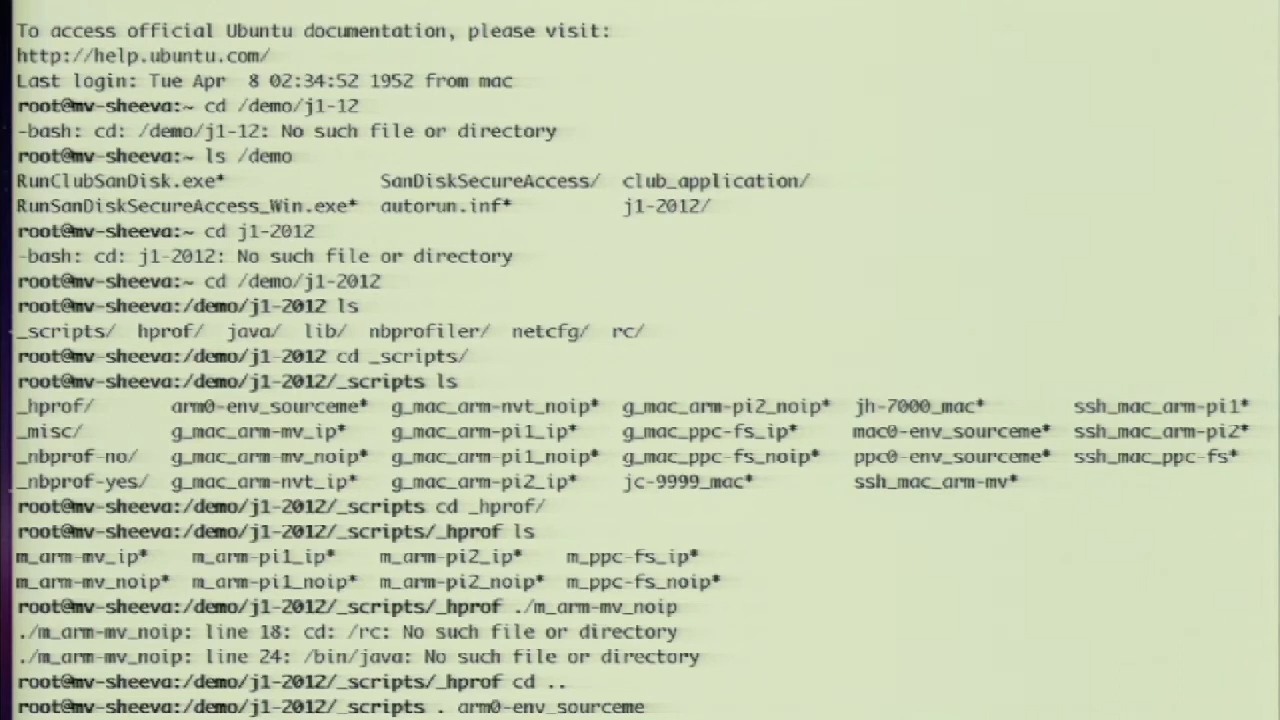 To access official Ubuntu documentation, please visit:
http://help.ubuntu.com/
Last login: Tue Apr  8 02:34:52 1952 from mac
root@mv-sheeva:~ cd /demo/j1-12
-bash: cd: /demo/j1-12: No such file or directory
root@mv-sheeva:~ ls /demo
RunClubSanDisk.exe* SanDiskSecureAccess/ club_application/
RunSanDiskSecureAccess_Win.exe* autorun.inf* j1-2012/
root@mv-sheeva:~ cd j1-2012
-bash: cd: j1-2012: No such file or directory
root@mv-sheeva:~ cd /demo/j1-2012
root@mv-sheeva:/demo/j1-2012 ls
_scripts/ hprof/ java/ lib/ nbprofiler/ netcfg/ rc/
root@mv-sheeva:/demo/j1-2012 cd _scripts/
root@mv-sheeva:/demo/j1-2012/_scripts ls
_hprof/ arm0-env_sourceme* g_mac_arm-nvt_noip* g_mac_arm-pi2_noip* jh-7000_mac* ssh_mac_arm-pi1*
_misc/ g_mac_arm-mv_ip* g_mac_arm-pi1_ip* g_mac_ppc-fs_ip* mac0-env_sourceme* ssh_mac_arm-pi2*
_nbprof-no/ g_mac_arm-mv_noip* g_mac_arm-pi1_noip* g_mac_ppc-fs_noip* ppc0-env_sourceme* ssh_mac_ppc-fs*
_nbprof-yes/ g_mac_arm-nvt_ip* g_mac_arm-pi2_ip* jc-9999_mac* ssh_mac_arm-mv*
root@mv-sheeva:/demo/j1-2012/_scripts cd _hprof/
root@mv-sheeva:/demo/j1-2012/_scripts/_hprof ls
m_arm-mv_ip* m_arm-pi1_ip* m_arm-pi2_ip* m_ppc-fs_ip*
m_arm-mv_noip* m_arm-pi1_noip* m_arm-pi2_noip* m_ppc-fs_noip*
root@mv-sheeva:/demo/j1-2012/_scripts/_hprof ./m_arm-mv_noip
./m_arm-mv_noip: line 18: cd: /rc: No such file or directory
./m_arm-mv_noip: line 24: /bin/java: No such file or directory
root@mv-sheeva:/demo/j1-2012/_scripts/_hprof cd ..
root@mv-sheeva:/demo/j1-2012/_scripts . arm0-env_sourceme